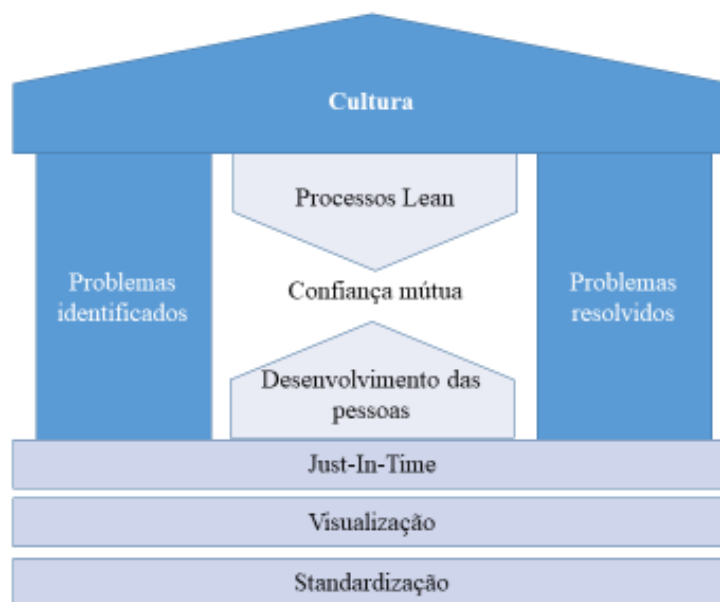 Cultura
Processos Lean
Problemas
identificados
Confiança mútua
Problemas
resolvidos
Desenvolvimento das
pessoas
Just-In-Time
Visualização
Standardização